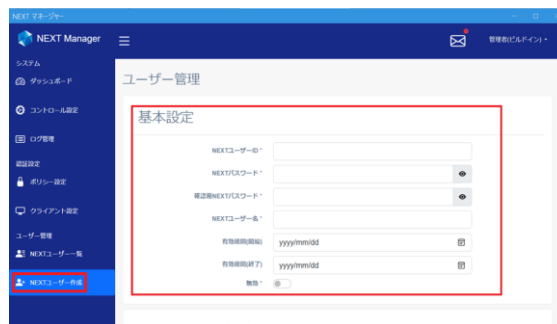 NEXT マネージャー
NEXT Manager
管理者(ビルドイン)
システム
ダッシュボード
コントロール設定
ログ管理
認証設定
ポリシー設定
クライアント設定
ユーザー管理
NEXTユーザー一覧
NEXTユーザー作成
ユーザー管理
基本設定
NEXTユーザーID *
NEXTパスワード *
確認用NEXTパスワード *
NEXTユーザー名 *
有効期間(開始) yyyy/mm/dd
有効期間(終了) yyyy/mm/dd
無効 *